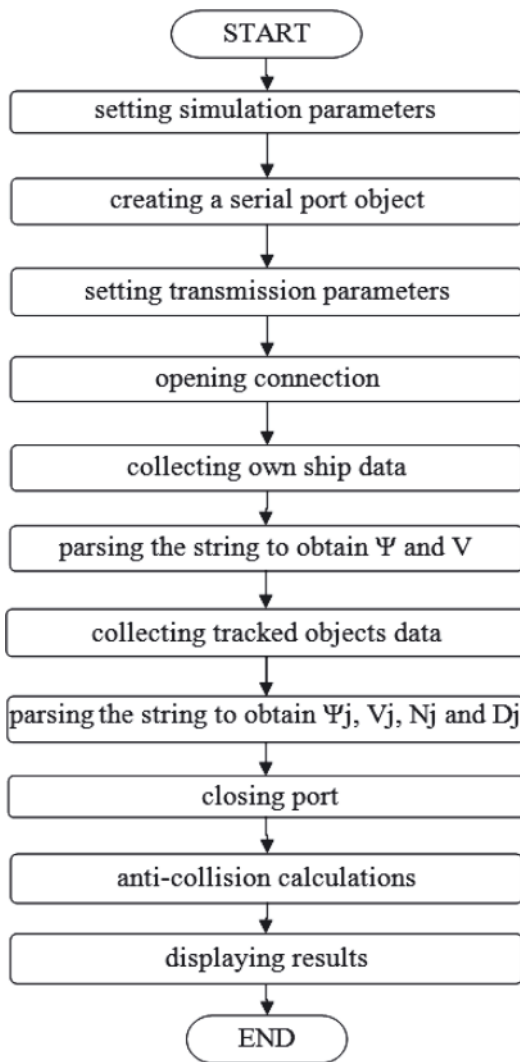 START
setting simulation parameters
creating a serial port object
setting transmission parameters
opening connection
collecting own ship data
parsing the string to obtain Ψ and V
collecting tracked objects data
parsing the string to obtain Ψj, Vj, Nj and Dj
closing port
anti-collision calculations
displaying results
END